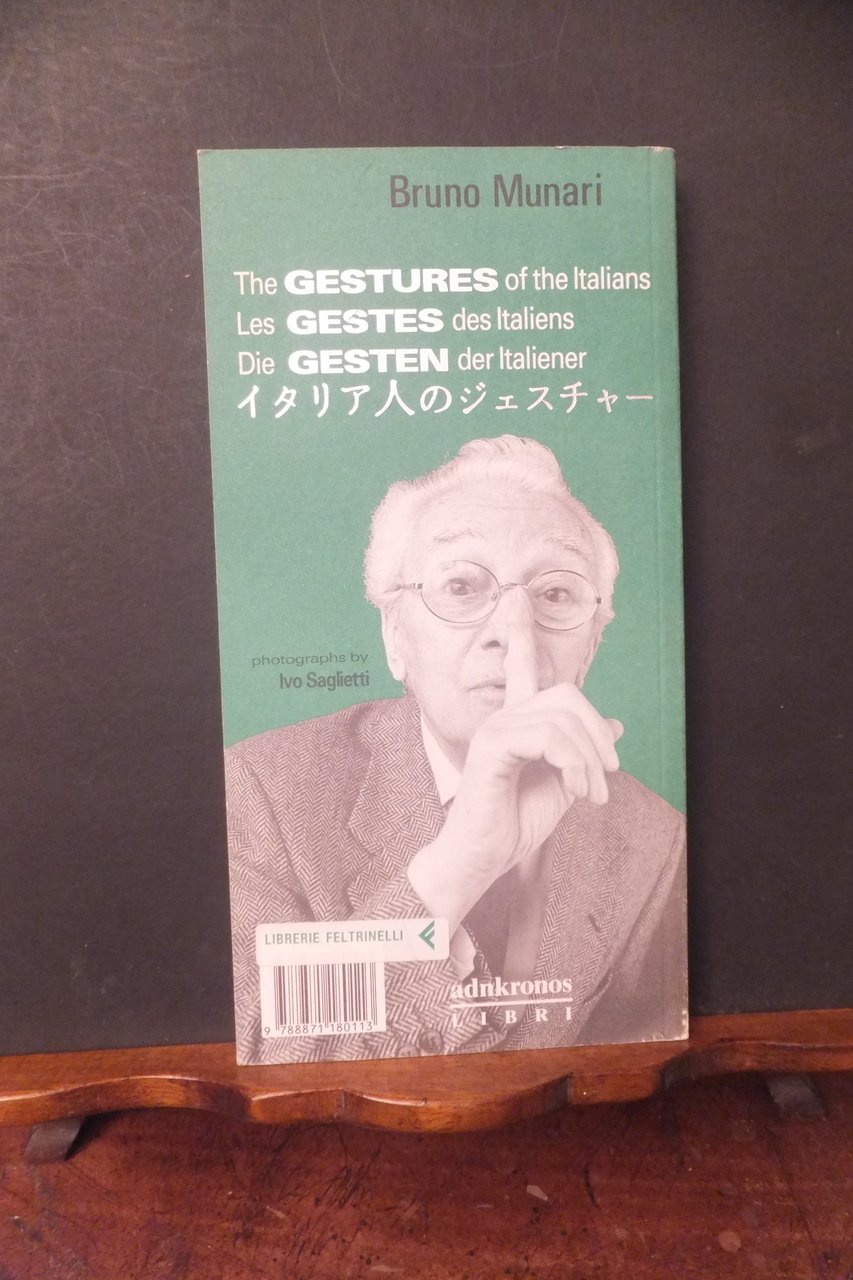 Bruno Munari
The GESTURES of the Italians
Les GESTES des Italiens
Die GESTEN der Italiener
イタリア人のジェスチャー
photographs by
Ivo Saglietti
LIBRERIE FELTRINELLI
9 788871 180113
adnkronos
LIBRI